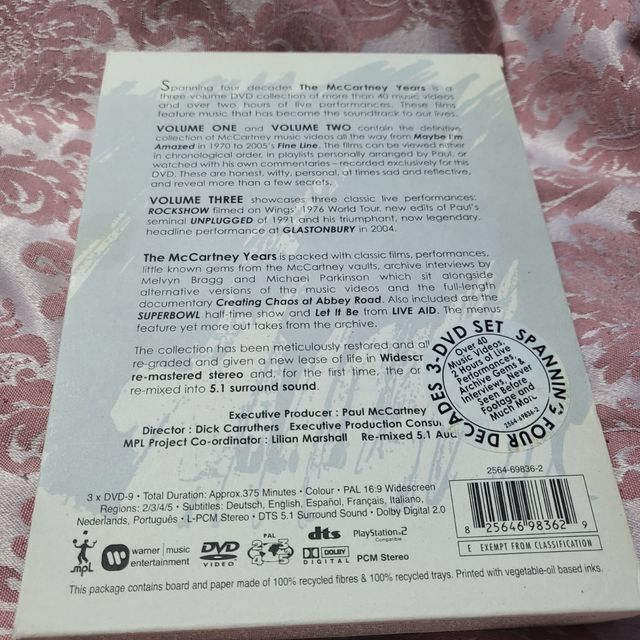 Spanning four decades The McCartney Years is a
three-volume DVD collection of more than 40 music videos
and over two hours of live performances. These films
feature music that has become the soundtrack to our lives.
VOLUME ONE and VOLUME TWO contain the definitive
collection of McCartney music videos all the way from Maybe I'm
Amazed in 1970 to 2005's Fine Line. The films can be viewed either
in chronological order, in playlists personally arranged by Paul, or
watched with his own commentaries – recorded exclusively for this
DVD. These are honest, witty, personal, at times sad and reflective,
and reveal more than a few secrets.
VOLUME THREE showcases three classic live performances:
ROCKSHOW filmed on Wings' 1976 World Tour, new edits of Paul's
seminal UNPLUGGED of 1991 and his triumphant, now legendary,
headline performance at GLASTONBURY in 2004.
The McCartney Years is packed with classic films, performances,
little known gems from the McCartney vaults, archive interviews by
Melvyn Bragg and Michael Parkinson which sit alongside
alternative versions of the music videos and the full-length
documentary Creating Chaos at Abbey Road. Also included are the
SUPERBOWL half-time show and Let It Be from LIVE AID. The menus
feature yet more out takes from the archive.
The collection has been meticulously restored and all
re-graded and given a new lease of life in Widescr
re-mastered stereo and, for the first time, the or
re-mixed into 5.1 surround sound.
3-DVD SET SPANNING FOUR DECADES
Over 40
Music Videos,
2 Hours of Live
Performances,
Archive Gems &
Interviews, Never
Seen Before
Footage and
Much More
2564-69836-2
Executive Producer : Paul McCartney
Director : Dick Carruthers Executive Production Consu
MPL Project Co-ordinator : Lilian Marshall Re-mixed 5.1 Aud
2564-69836-2
3 x DVD-9 • Total Duration: Approx.375 Minutes • Colour • PAL 16:9 Widescreen
Regions: 2/3/4/5 • Subtitles: Deutsch, English, Español, Français, Italiano,
Nederlands, Português • L-PCM Stereo • DTS 5.1 Surround Sound • Dolby Digital 2.0
8 25646 98362 9
E EXEMPT FROM CLASSIFICATION
MPL
warner music
entertainment
DVD
VIDEO
PAL
2 3
4 5
dts
DOLBY
DIGITAL
PlayStation 2
Compatible
PCM Stereo
This package contains board and paper made of 100% recycled fibres & 100% recycled trays. Printed with vegetable-oil based inks.